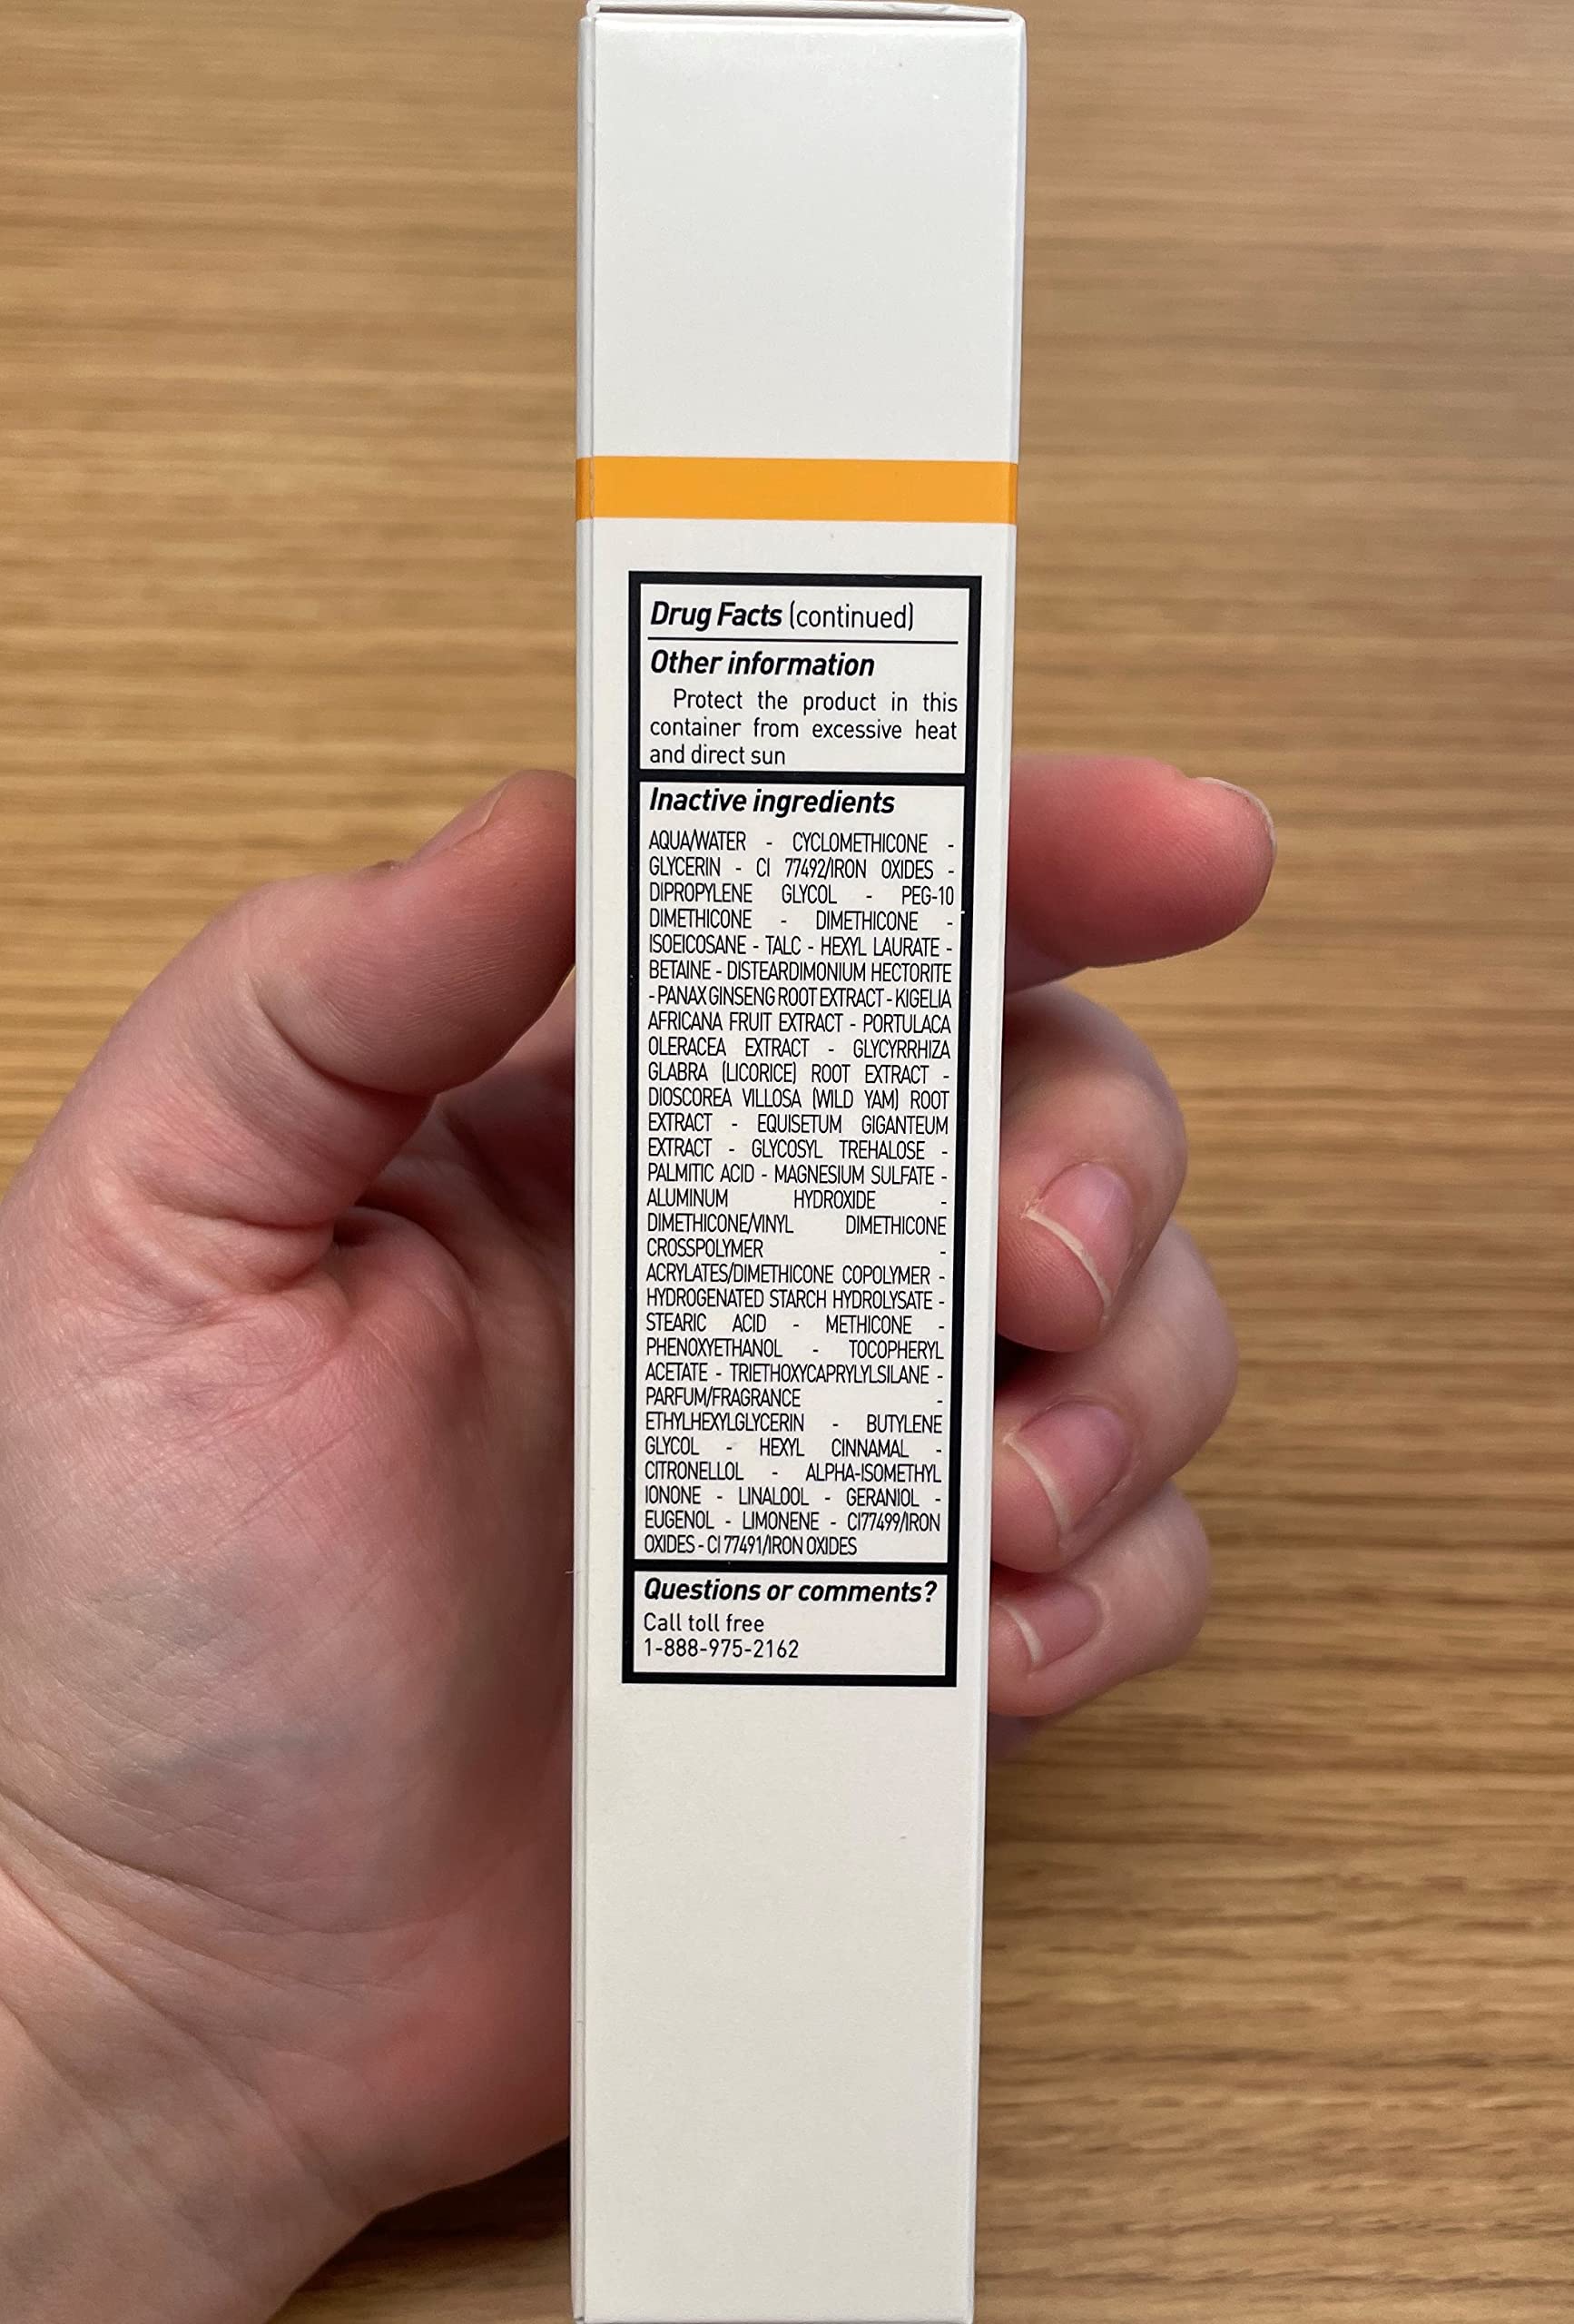 Drug Facts (continued)
Other information
Protect the product in this
container from excessive heat
and direct sun
Inactive ingredients
AQUA/WATER - CYCLOMETHICONE -
GLYCERIN - CI 77492/IRON OXIDES -
DIPROPYLENE GLYCOL - PEG-10
DIMETHICONE - DIMETHICONE -
ISOEICOSANE - TALC - HEXYL LAURATE -
BETAINE - DISTEARDIMONIUM HECTORITE
- PANAX GINSENG ROOT EXTRACT - KIGELIA
AFRICANA FRUIT EXTRACT - PORTULACA
OLERACEA EXTRACT - GLYCYRRHIZA
GLABRA (LICORICE) ROOT EXTRACT -
DIOSCOREA VILLOSA (WILD YAM) ROOT
EXTRACT - EQUISETUM GIGANTEUM
EXTRACT - GLYCOSYL TREHALOSE -
PALMITIC ACID - MAGNESIUM SULFATE -
ALUMINUM HYDROXIDE -
DIMETHICONE/VINYL DIMETHICONE
CROSSPOLYMER -
ACRYLATES/DIMETHICONE COPOLYMER -
HYDROGENATED STARCH HYDROLYSATE -
STEARIC ACID - METHICONE -
PHENOXYETHANOL - TOCOPHERYL
ACETATE - TRIETHOXYCAPRYLYLSILANE -
PARFUM/FRAGRANCE -
ETHYLHEXYLGLYCERIN - BUTYLENE
GLYCOL - HEXYL CINNAMAL -
CITRONELLOL - ALPHA-ISOMETHYL
IONONE - LINALOOL - GERANIOL -
EUGENOL - LIMONENE - CI77499/IRON
OXIDES - CI 77491/IRON OXIDES
Questions or comments?
Call toll free
1-888-975-2162